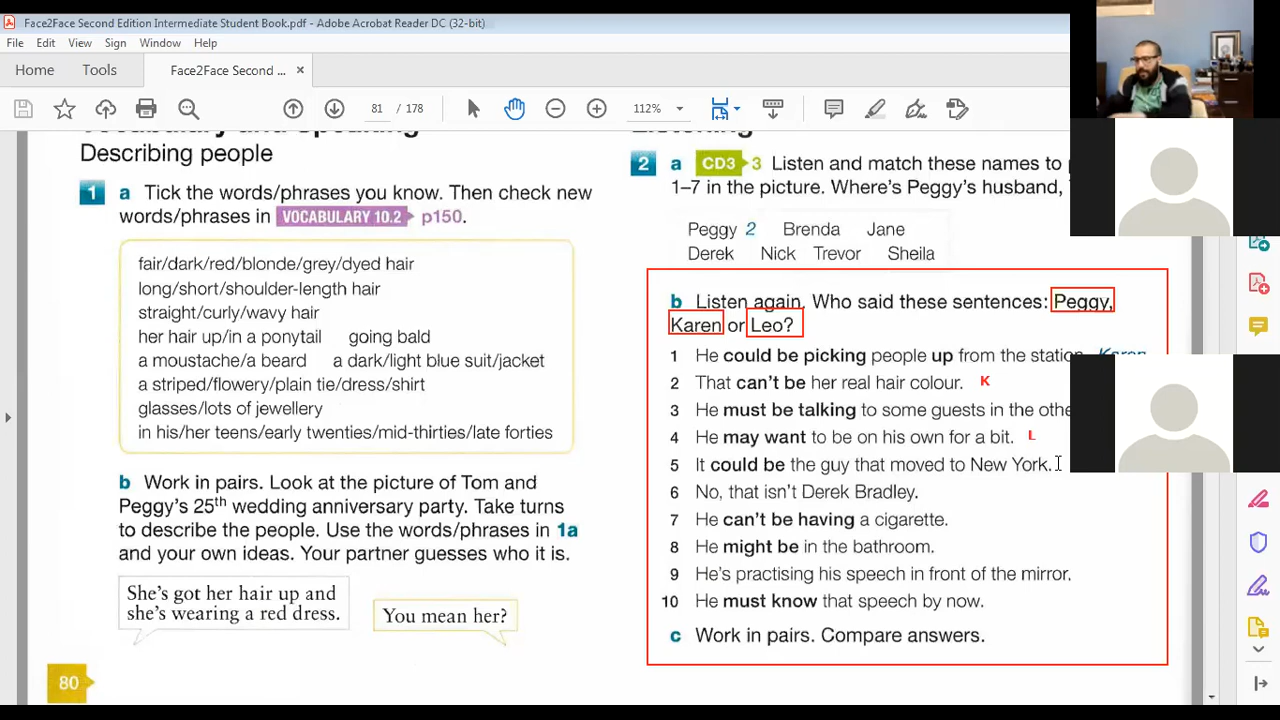 Face2Face Second Edition Intermediate Student Book.pdf - Adobe Acrobat Reader DC (32-bit)
File Edit View Sign Window Help
Home Tools Face2Face Second ... ×
81 / 178 112%
Vocabulary and Speaking
Describing people
1 a Tick the words/phrases you know. Then check new
words/phrases in VOCABULARY 10.2 p150.
fair/dark/red/blonde/grey/dyed hair
long/short/shoulder-length hair
straight/curly/wavy hair
her hair up/in a ponytail going bald
a moustache/a beard a dark/light blue suit/jacket
a striped/flowery/plain tie/dress/shirt
glasses/lots of jewellery
in his/her teens/early twenties/mid-thirties/late forties
b Work in pairs. Look at the picture of Tom and
Peggy's 25th wedding anniversary party. Take turns
to describe the people. Use the words/phrases in 1a
and your own ideas. Your partner guesses who it is.
She's got her hair up and
she's wearing a red dress.
You mean her?
80
Listening
2 a CD3 3 Listen and match these names to
1–7 in the picture. Where's Peggy's husband,
Peggy 2 Brenda Jane
Derek Nick Trevor Sheila
b Listen again. Who said these sentences: Peggy,
Karen or Leo?
1 He could be picking people up from the station. Karen
2 That can't be her real hair colour. K
3 He must be talking to some guests in the
4 He may want to be on his own for a bit. L
5 It could be the guy that moved to New York.
6 No, that isn't Derek Bradley.
7 He can't be having a cigarette.
8 He might be in the bathroom.
9 He's practising his speech in front of the mirror.
10 He must know that speech by now.
c Work in pairs. Compare answers.